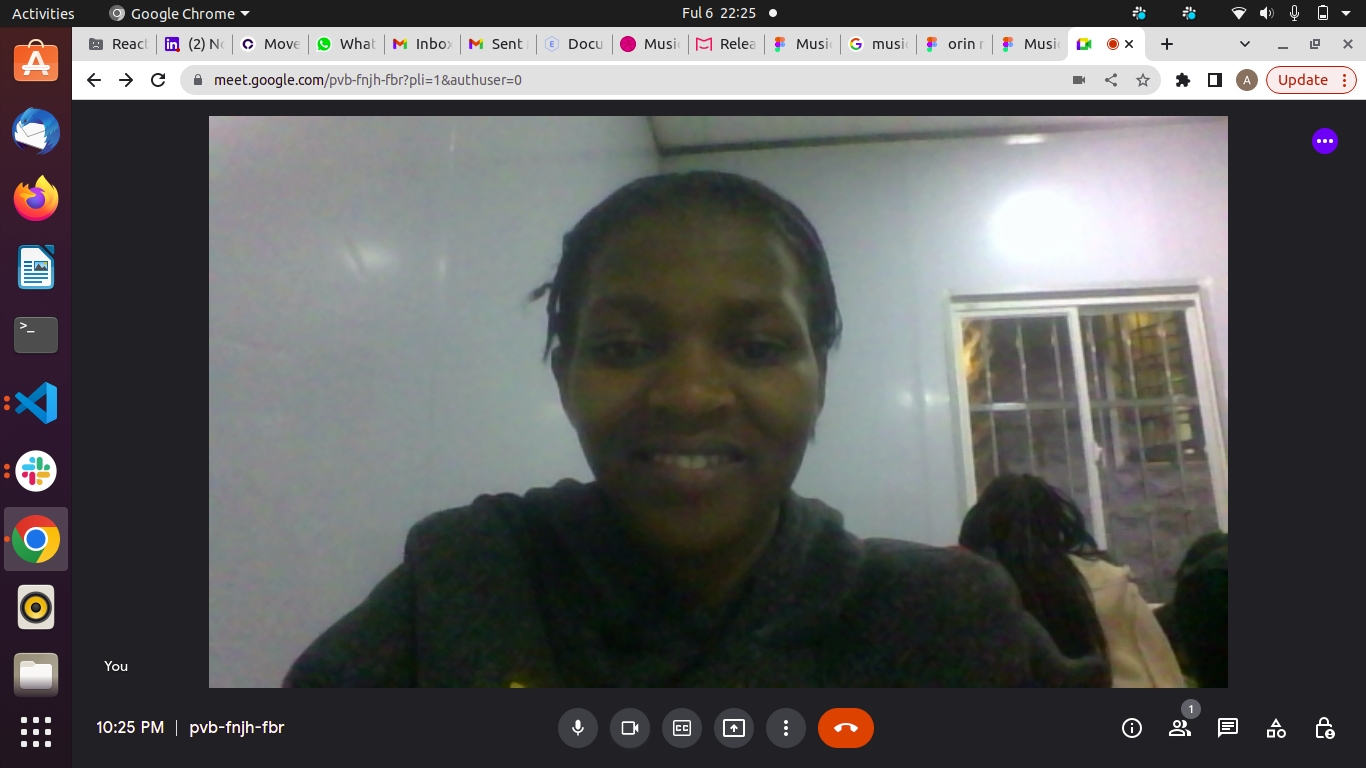 Activities Google Chrome Ful 6 22:25
React (2) No Move What Inbox Sent Docu Music Relea Music music orin r Music
meet.google.com/pvb-fnjh-fbr?pli=1&authuser=0 A Update
You
10:25 PM | pvb-fnjh-fbr
1